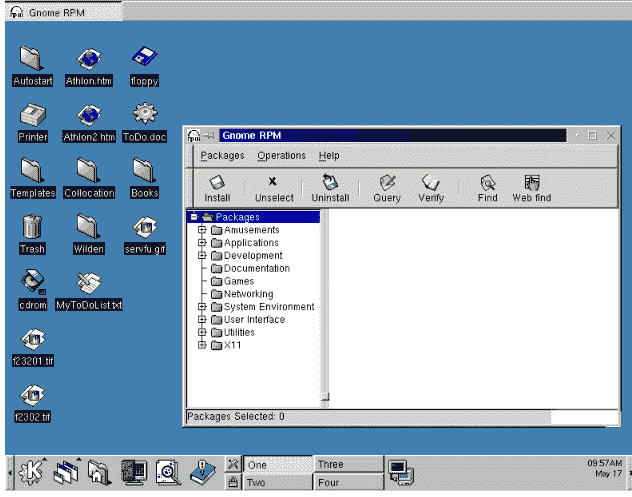 Gnome RPM
Autostart Athlon.htm floppy
Printer Athlon2.htm ToDo.doc
Templates Collocation Books
Trash Wilden servfu.gif
cdrom MyToDoList.txt
f23201.tif
f2302.tif
rpm Gnome RPM
Packages Operations Help
Install Unselect Uninstall Query Verify Find Web find
Packages
Amusements
Applications
Development
Documentation
Games
Networking
System Environment
User Interface
Utilities
X11
Packages Selected: 0
K
One Three
Two Four
09:57AM
May 17